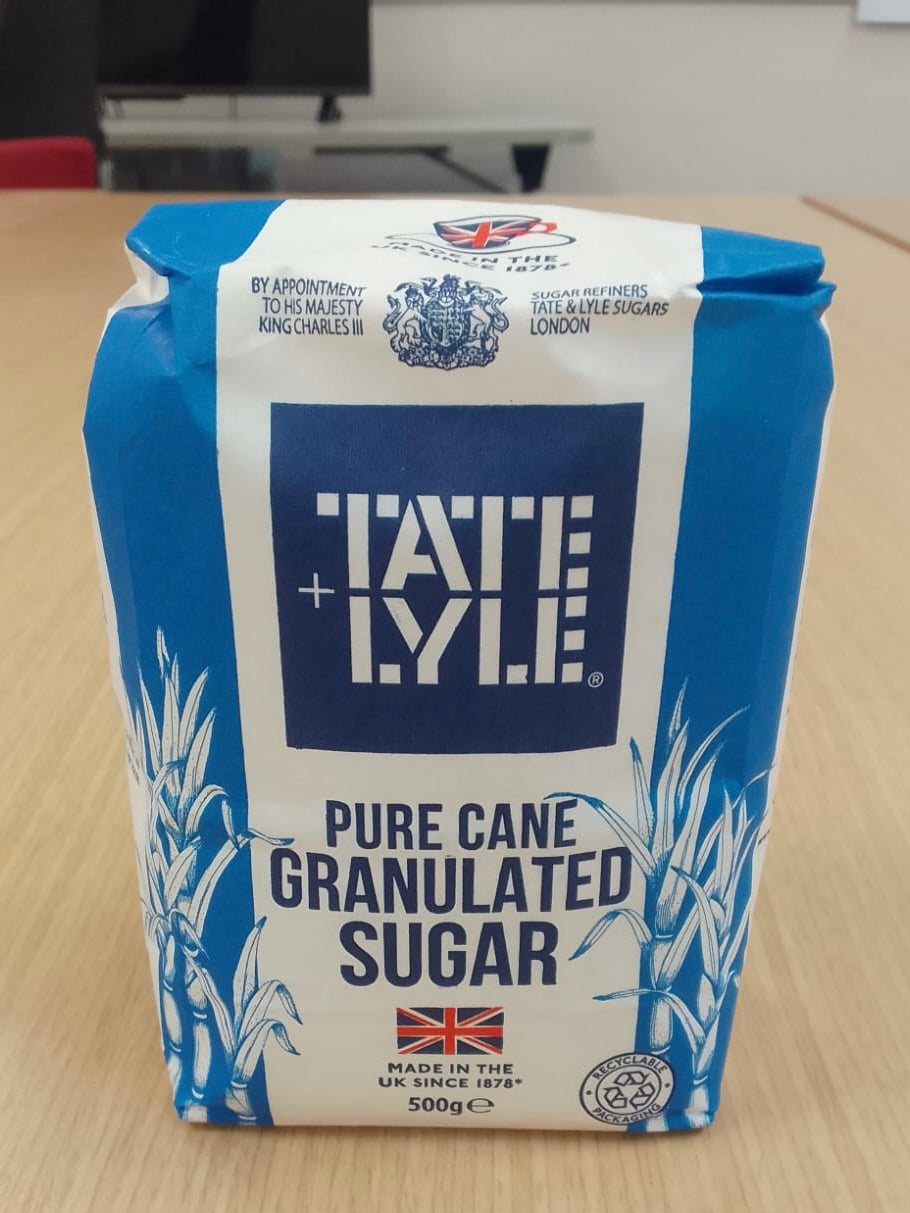 MADE IN THE
UK SINCE 1878*
BY APPOINTMENT
TO HIS MAJESTY
KING CHARLES III
SUGAR REFINERS
TATE & LYLE SUGARS
LONDON
TATE
+
LYLE
®
PURE CANE
GRANULATED
SUGAR
MADE IN THE
UK SINCE 1878*
500g℮
RECYCLABLE
PACKAGING